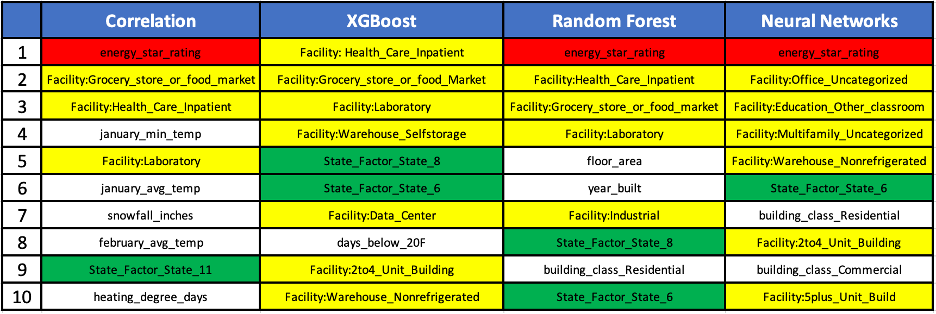 Correlation XGBoost Random Forest Neural Networks
1 energy_star_rating Facility: Health_Care_Inpatient energy_star_rating energy_star_rating
2 Facility:Grocery_store_or_food_market Facility:Grocery_store_or_food_Market Facility:Health_Care_Inpatient Facility:Office_Uncategorized
3 Facility:Health_Care_Inpatient Facility:Laboratory Facility:Grocery_store_or_food_market Facility:Education_Other_classroom
4 january_min_temp Facility:Warehouse_Selfstorage Facility:Laboratory Facility:Multifamily_Uncategorized
5 Facility:Laboratory State_Factor_State_8 floor_area Facility:Warehouse_Nonrefrigerated
6 january_avg_temp State_Factor_State_6 year_built State_Factor_State_6
7 snowfall_inches Facility:Data_Center Facility:Industrial building_class_Residential
8 february_avg_temp days_below_20F State_Factor_State_8 Facility:2to4_Unit_Building
9 State_Factor_State_11 Facility:2to4_Unit_Building building_class_Residential building_class_Commercial
10 heating_degree_days Facility:Warehouse_Nonrefrigerated State_Factor_State_6 Facility:5plus_Unit_Build